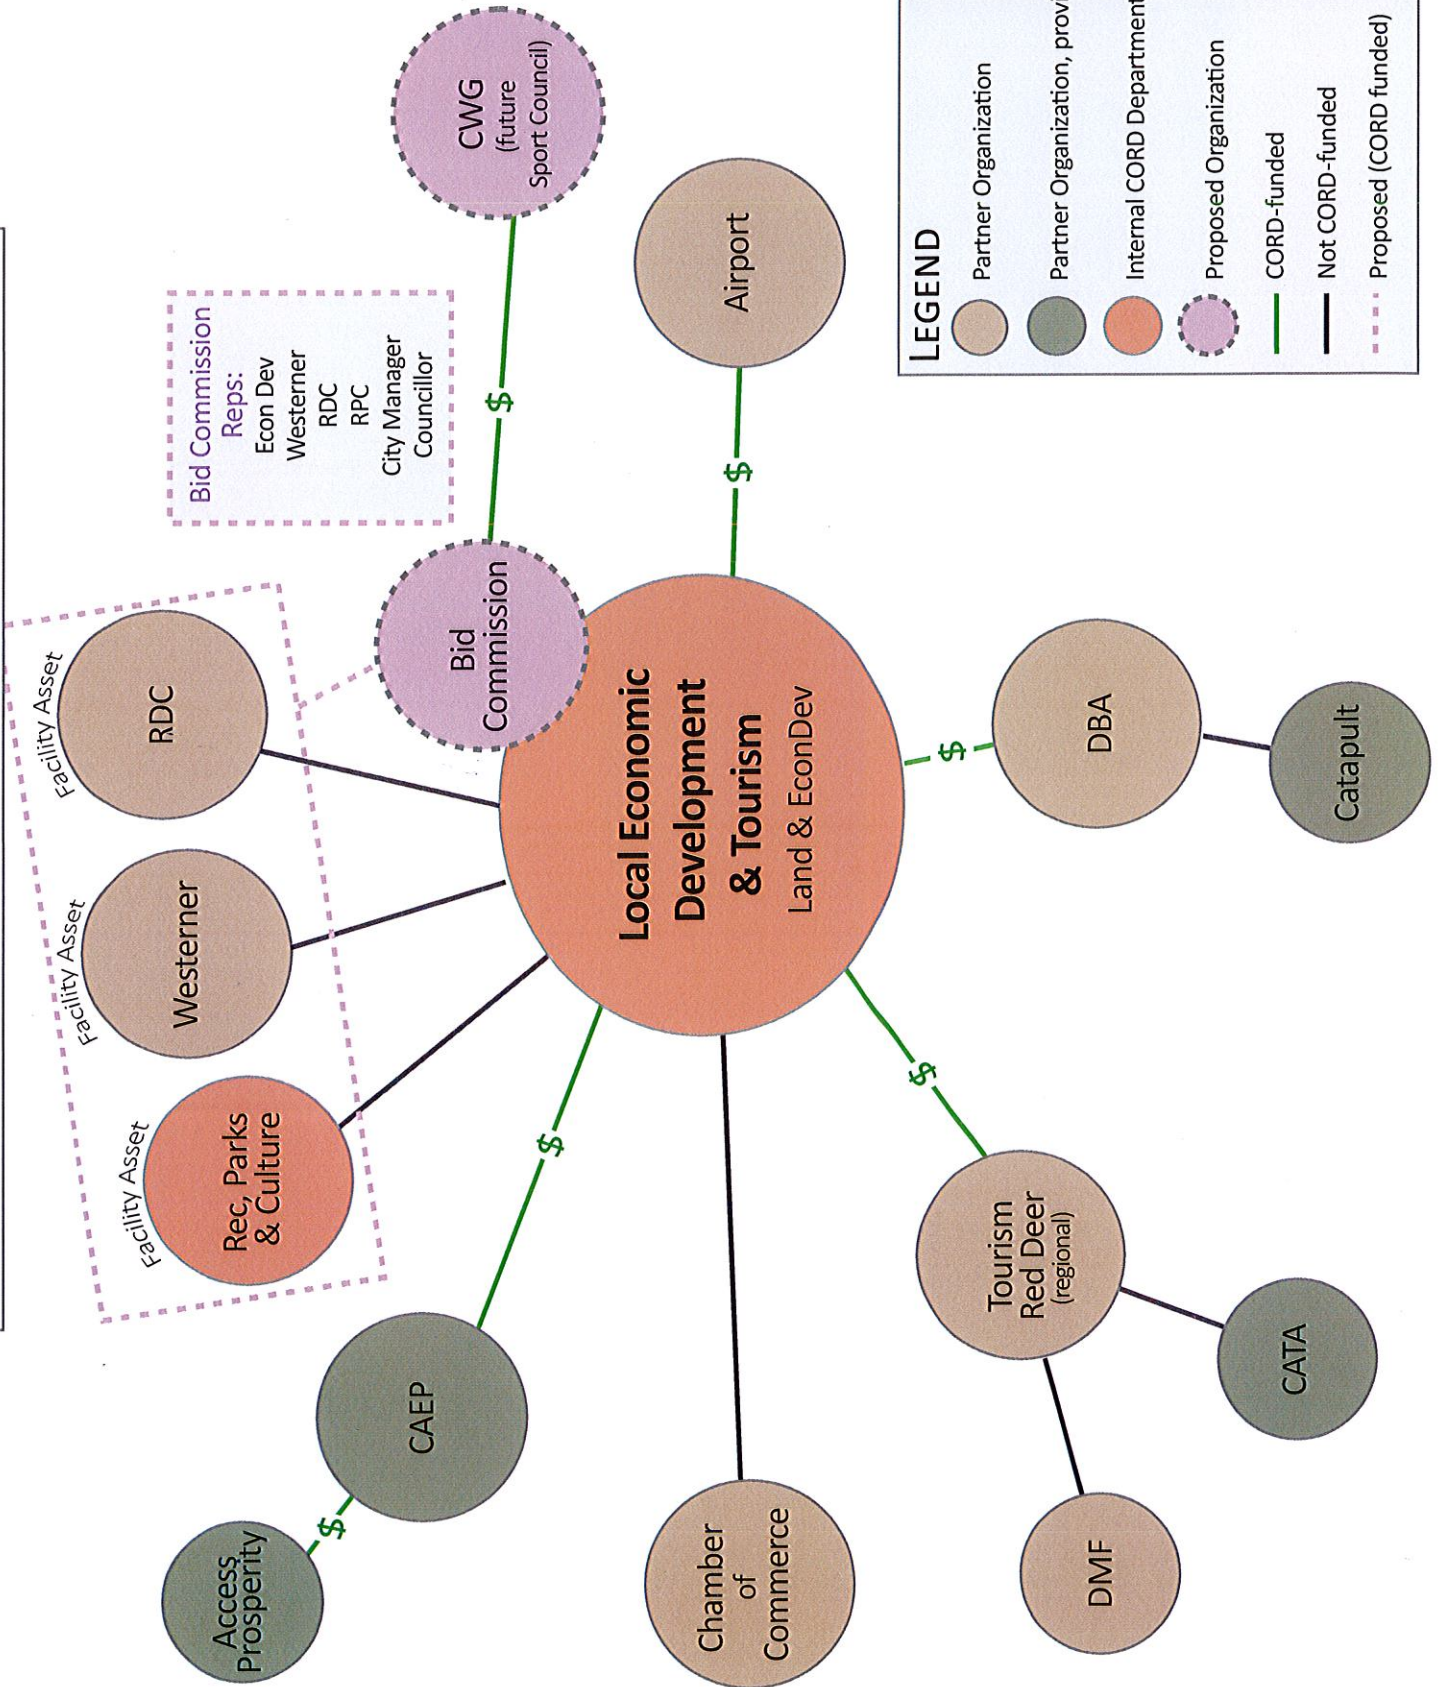 Facility Asset
Facility Asset
Facility Asset
Access
Prosperity
Rec, Parks
& Culture
Westerner
RDC
Bid Commission
Reps:
Econ Dev
Westerner
RDC
RPC
City Manager
Councillor
$
CAEP
$
Bid
Commission
$
CWG
(future
Sport Council)
Local Economic
Development
& Tourism
Land & EconDev
Chamber
of
Commerce
$
Airport
$
$
Tourism
Red Deer
(regional)
DBA
DMF
CATA
Catapult
LEGEND
Partner Organization
Partner Organization, provi
Internal CORD Department
Proposed Organization
CORD-funded
Not CORD-funded
Proposed (CORD funded)